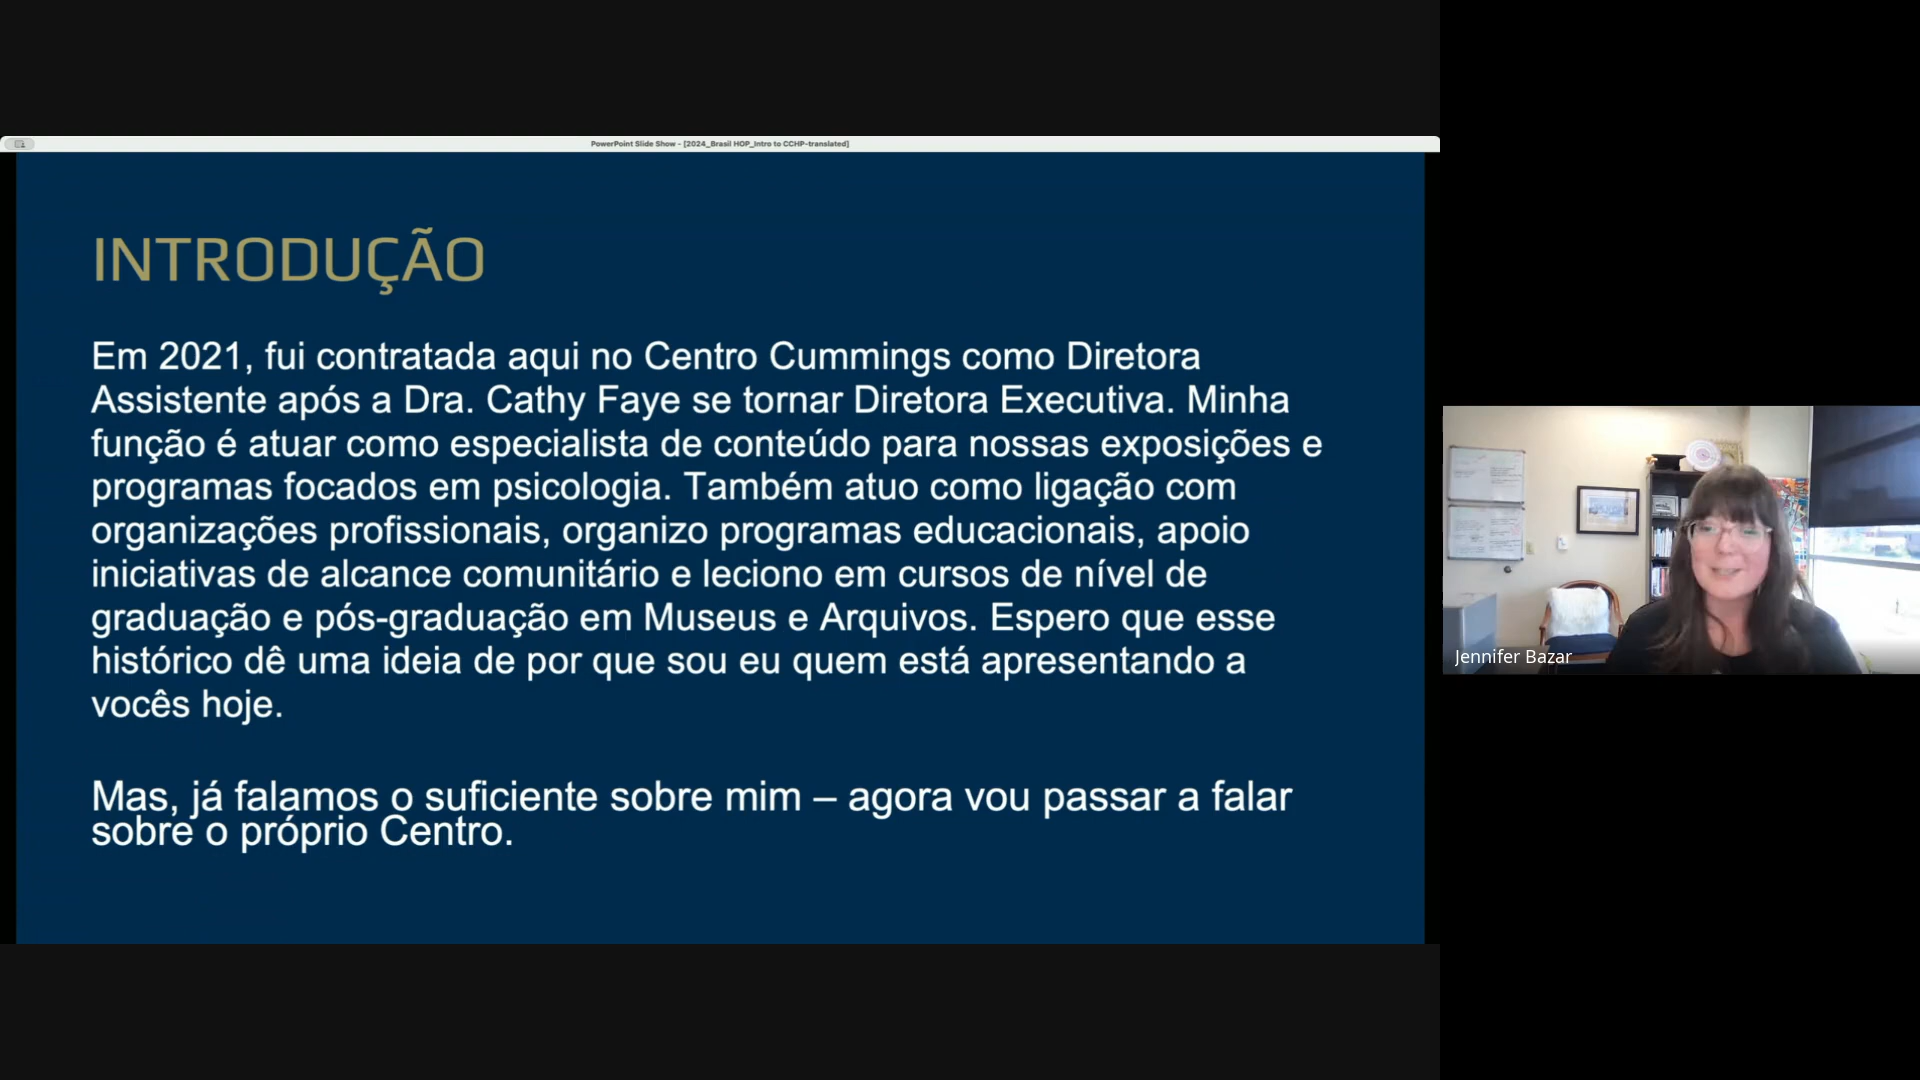 PowerPoint Slide Show - [2024_Brasil HOP_Intro to CCHP-translated]
INTRODUÇÃO
Em 2021, fui contratada aqui no Centro Cummings como Diretora
Assistente após a Dra. Cathy Faye se tornar Diretora Executiva. Minha
função é atuar como especialista de conteúdo para nossas exposições e
programas focados em psicologia. Também atuo como ligação com
organizações profissionais, organizo programas educacionais, apoio
iniciativas de alcance comunitário e leciono em cursos de nível de
graduação e pós-graduação em Museus e Arquivos. Espero que esse
histórico dê uma ideia de por que sou eu quem está apresentando a
vocês hoje.
Mas, já falamos o suficiente sobre mim – agora vou passar a falar
sobre o próprio Centro.
Jennifer Bazar